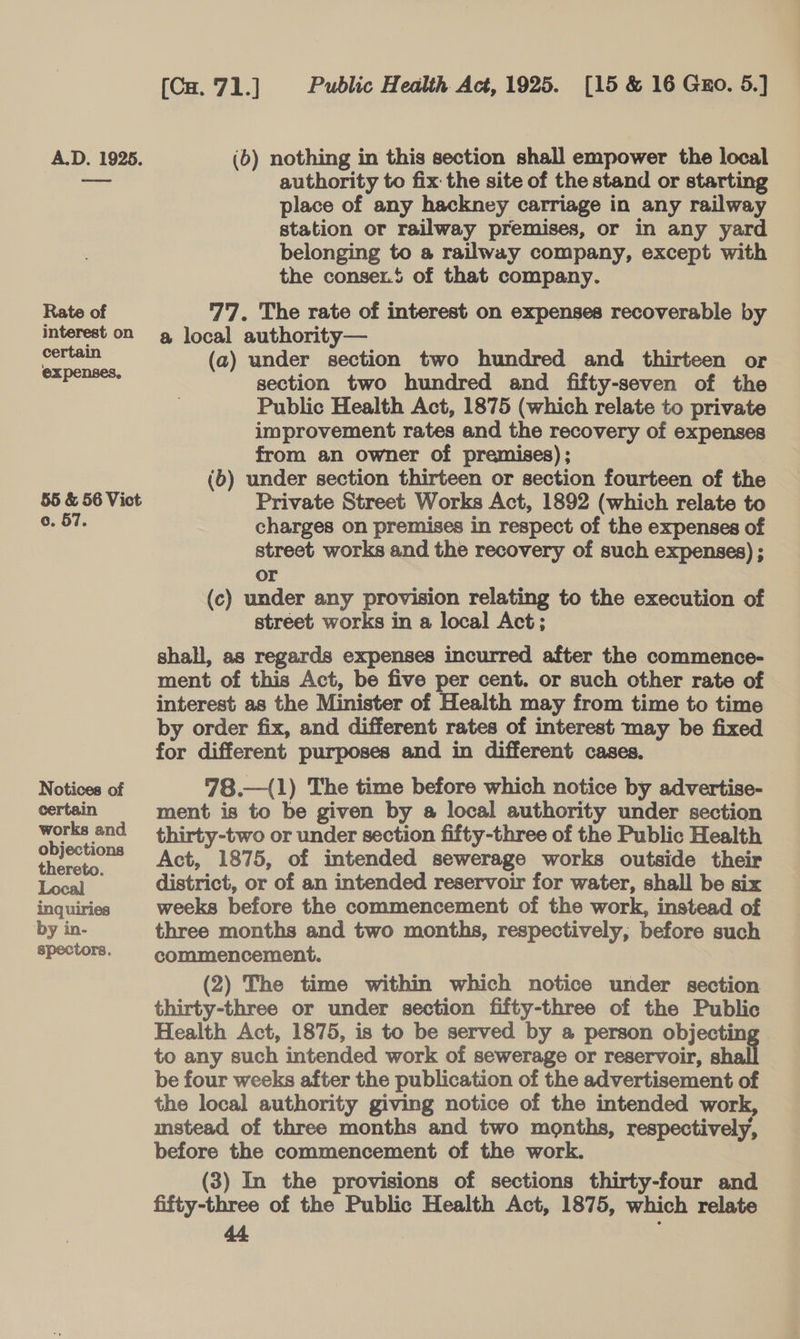 [CH. 71.] Public Health Act, 1925. [15 & 16 GEO. 5.]
A.D. 1925.
(b) nothing in this section shall empower the local
authority to fix the site of the stand or starting
place of any hackney carriage in any railway
station or railway premises, or in any yard
belonging to a railway company, except with
the consent of that company.
Rate of
interest on
certain
expenses.
77. The rate of interest on expenses recoverable by
a local authority—
(a) under section two hundred and thirteen or
section two hundred and fifty-seven of the
Public Health Act, 1875 (which relate to private
improvement rates and the recovery of expenses
from an owner of premises);
(b) under section thirteen or section fourteen of the
55 & 56 Vict
c. 57.
Private Street Works Act, 1892 (which relate to
charges on premises in respect of the expenses of
street works and the recovery of such expenses);
or
(c) under any provision relating to the execution of
street works in a local Act;
shall, as regards expenses incurred after the commence-
ment of this Act, be five per cent. or such other rate of
interest as the Minister of Health may from time to time
by order fix, and different rates of interest may be fixed
for different purposes and in different cases.
Notices of
certain
works and
objections
thereto.
Local
inquiries
by in-
spectors.
78.—(1) The time before which notice by advertise-
ment is to be given by a local authority under section
thirty-two or under section fifty-three of the Public Health
Act, 1875, of intended sewerage works outside their
district, or of an intended reservoir for water, shall be six
weeks before the commencement of the work, instead of
three months and two months, respectively, before such
commencement.
(2) The time within which notice under section
thirty-three or under section fifty-three of the Public
Health Act, 1875, is to be served by a person objecting
to any such intended work of sewerage or reservoir, shall
be four weeks after the publication of the advertisement of
the local authority giving notice of the intended work,
instead of three months and two months, respectively,
before the commencement of the work.
(3) In the provisions of sections thirty-four and
fifty-three of the Public Health Act, 1875, which relate
44